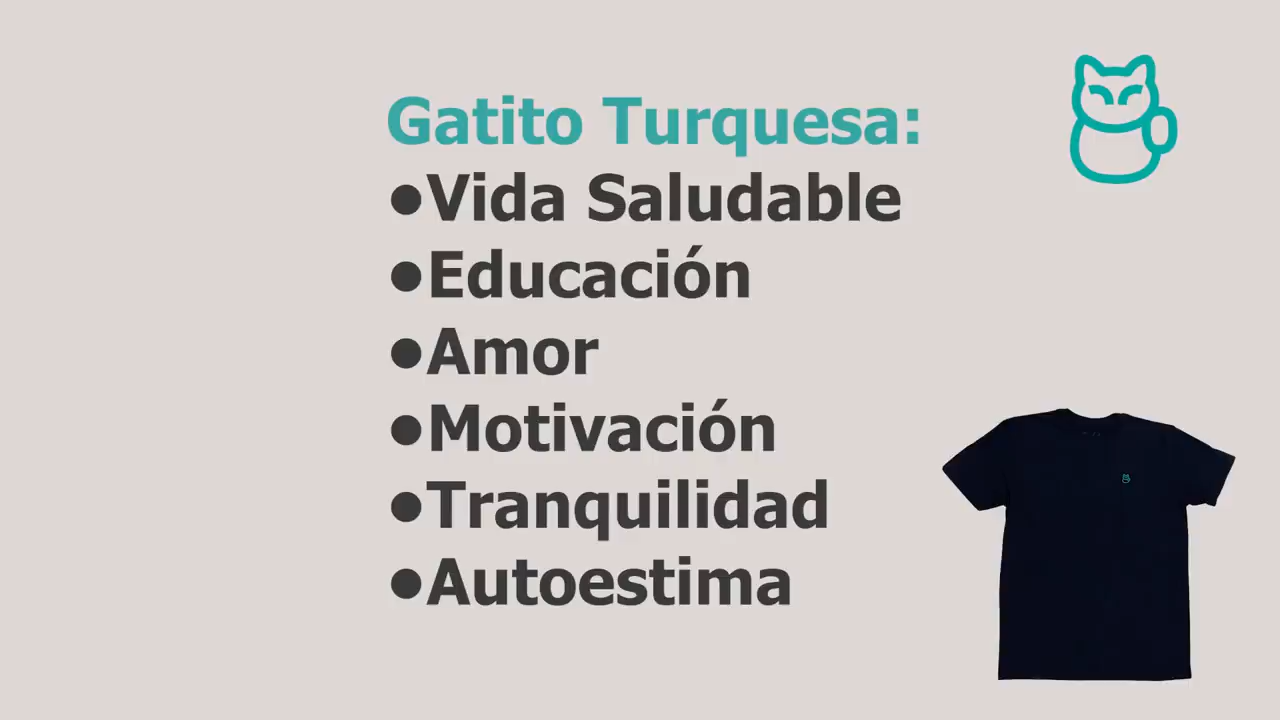 Gatito Turquesa:
●Vida Saludable
●Educación
●Amor
●Motivación
●Tranquilidad
●Autoestima